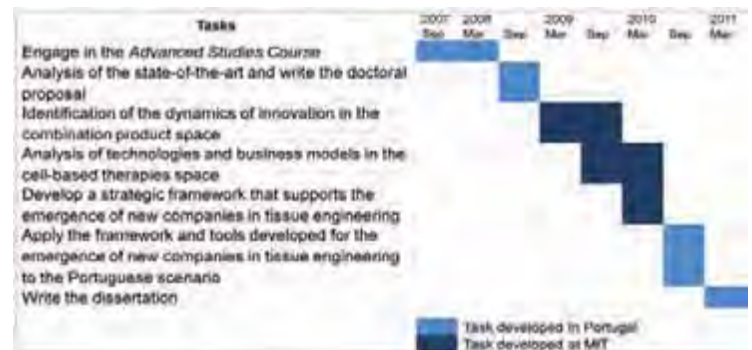 Tasks 2007 2008 2009 2010 2011
Sep Mar Sep Mar Sep Mar Sep Mar
Engage in the Advanced Studies Course
Analysis of the state-of-the-art and write the doctoral
proposal
Identification of the dynamics of innovation in the
combination product space
Analysis of technologies and business models in the
cell-based therapies space
Develop a strategic framework that supports the
emergence of new companies in tissue engineering
Apply the framework and tools developed for the
emergence of new companies in tissue engineering
to the Portuguese scenario
Write the dissertation
Task developed in Portugal
Task developed at MIT